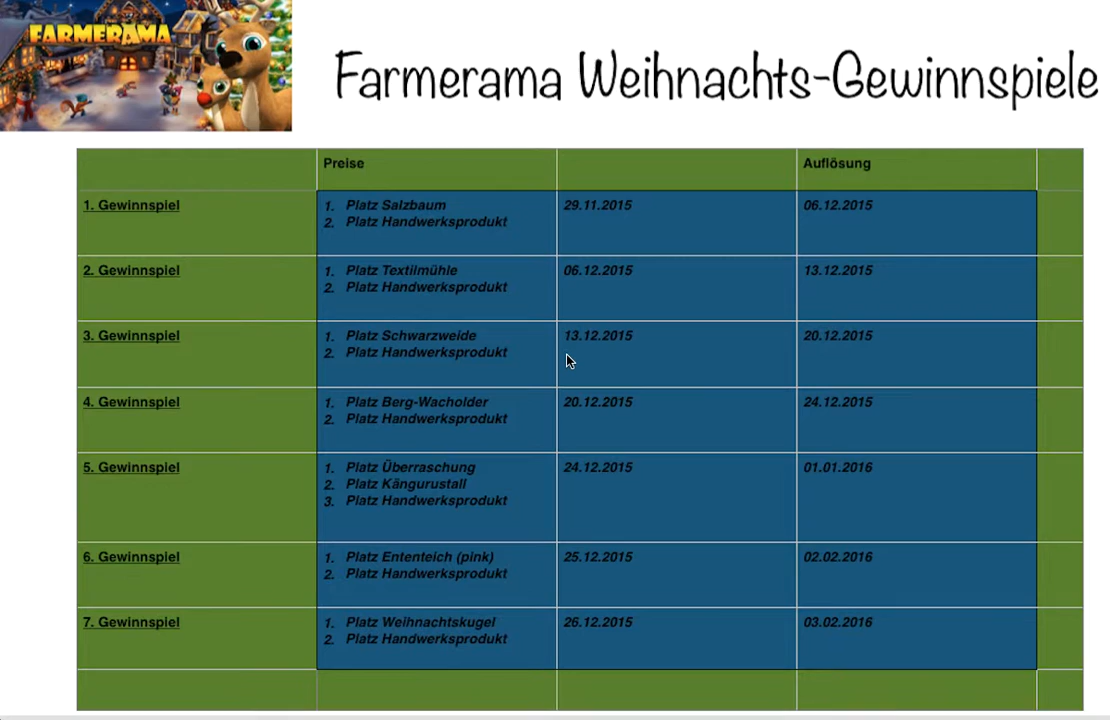 FARMERAMA
Farmerama Weihnachts-Gewinnspiele
Preise
Auflösung
1. Gewinnspiel
1. Platz Salzbaum
2. Platz Handwerksprodukt
29.11.2015
06.12.2015
2. Gewinnspiel
1. Platz Textilmühle
2. Platz Handwerksprodukt
06.12.2015
13.12.2015
3. Gewinnspiel
1. Platz Schwarzweide
2. Platz Handwerksprodukt
13.12.2015
20.12.2015
4. Gewinnspiel
1. Platz Berg-Wacholder
2. Platz Handwerksprodukt
20.12.2015
24.12.2015
5. Gewinnspiel
1. Platz Überraschung
2. Platz Kängurustall
3. Platz Handwerksprodukt
24.12.2015
01.01.2016
6. Gewinnspiel
1. Platz Ententeich (pink)
2. Platz Handwerksprodukt
25.12.2015
02.02.2016
7. Gewinnspiel
1. Platz Weihnachtskugel
2. Platz Handwerksprodukt
26.12.2015
03.02.2016